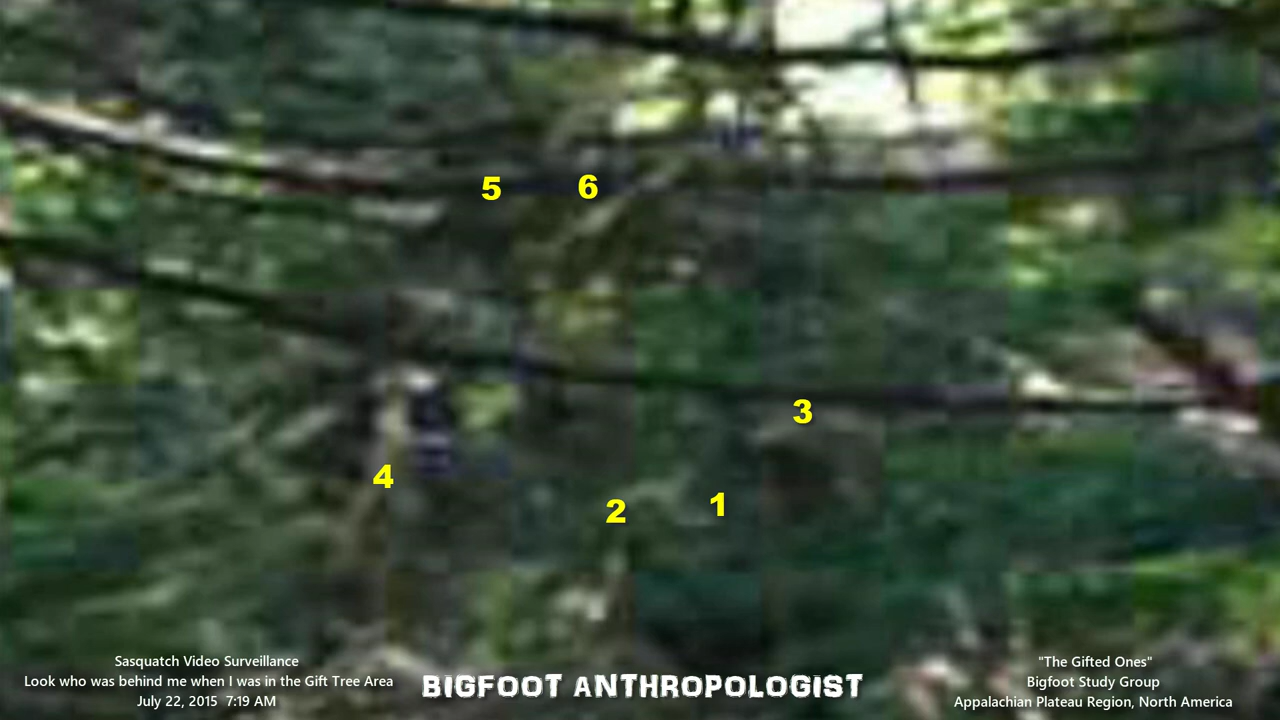 5 6
3
4
2 1
Sasquatch Video Surveillance
Look who was behind me when I was in the Gift Tree Area
July 22, 2015 7:19 AM
BIGFOOT ANTHROPOLOGIST
"The Gifted Ones"
Bigfoot Study Group
Appalachian Plateau Region, North America